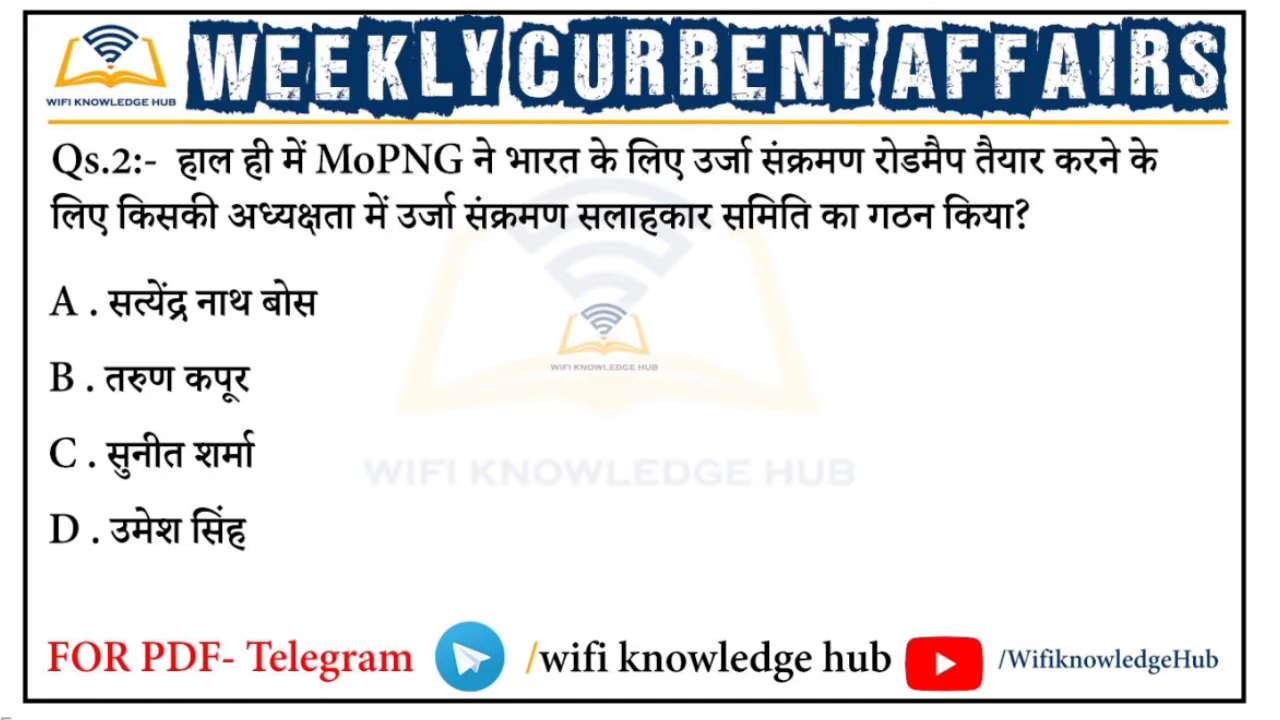 WIFI KNOWLEDGE HUB
WEEKLY CURRENT AFFAIRS
Qs.2:- हाल ही में MoPNG ने भारत के लिए उर्जा संक्रमण रोडमैप तैयार करने के
लिए किसकी अध्यक्षता में उर्जा संक्रमण सलाहकार समिति का गठन किया?
A . सत्येंद्र नाथ बोस
B . तरुण कपूर
C . सुनीत शर्मा
D . उमेश सिंह
WIFI KNOWLEDGE HUB
WIFI KNOWLEDGE HUB
FOR PDF- Telegram /wifi knowledge hub /WifiknowledgeHub